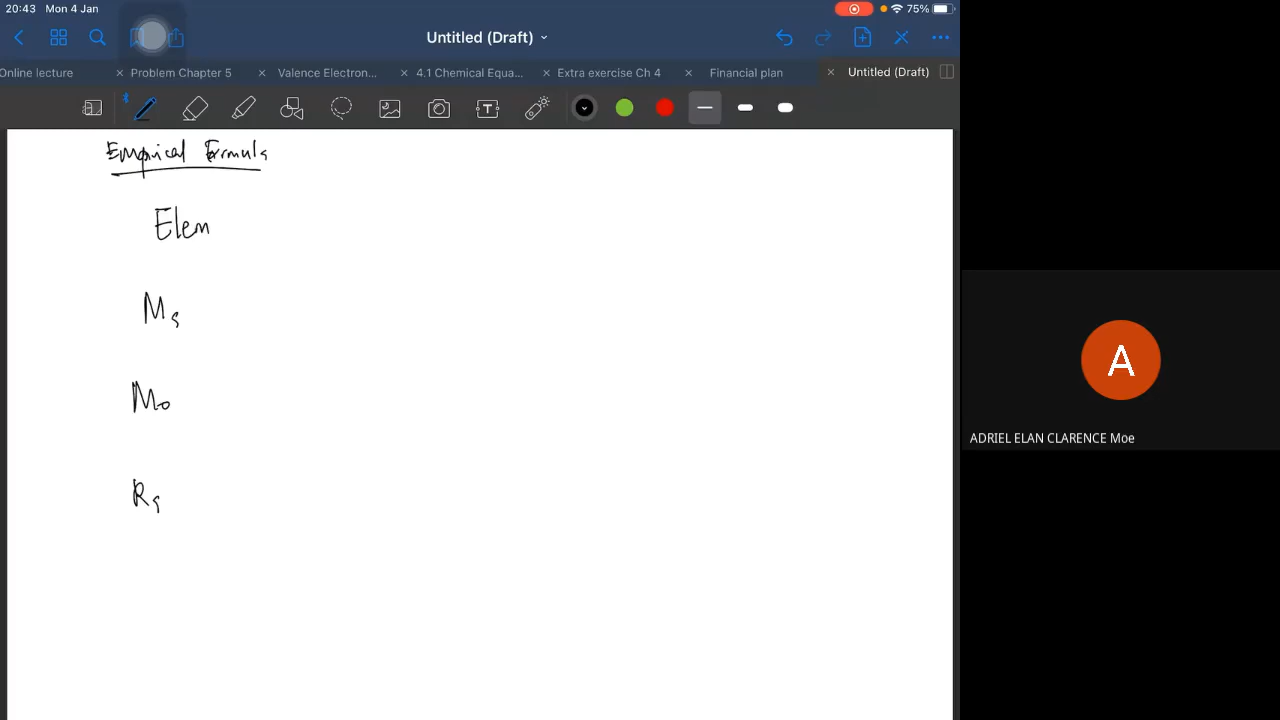 20:43 Mon 4 Jan
75%
Untitled (Draft)
Online lecture
Problem Chapter 5
Valence Electron...
4.1 Chemical Equa...
Extra exercise Ch 4
Financial plan
Untitled (Draft)
T
Empirical Formula
Elem
Ms
Mo
Rs
A
ADRIEL ELAN CLARENCE Moe